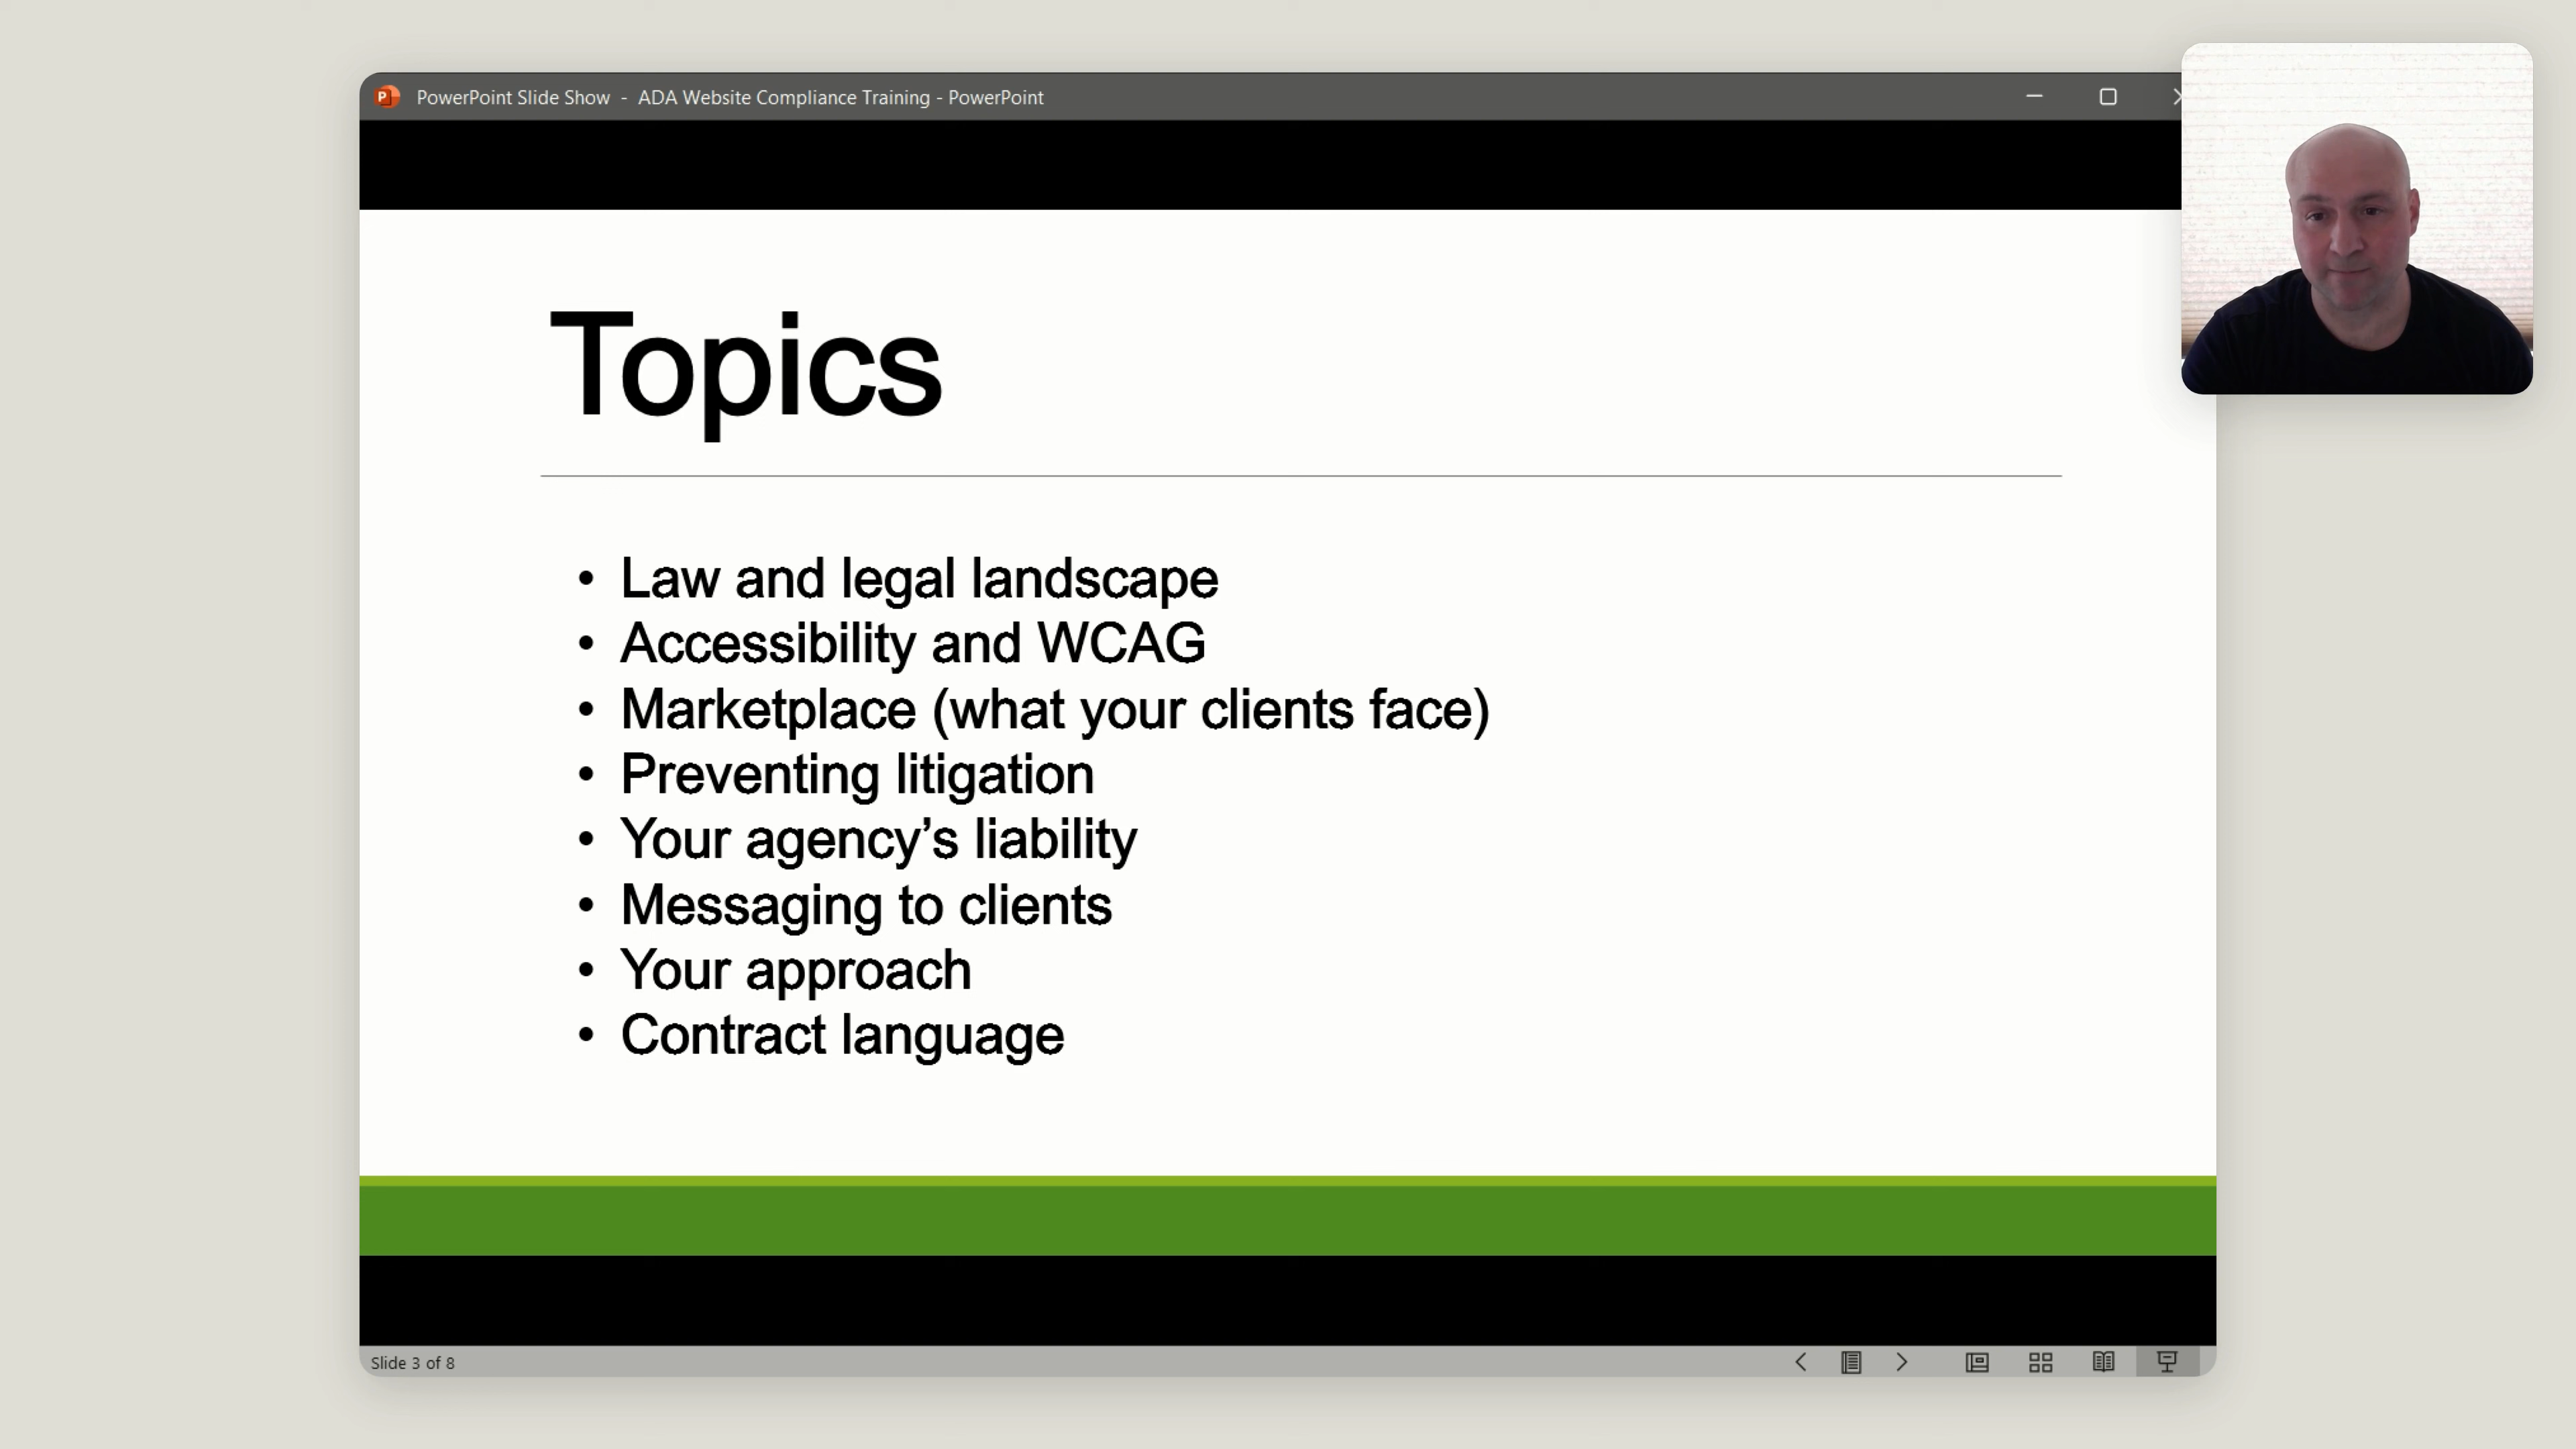 PowerPoint Slide Show - ADA Website Compliance Training - PowerPoint
Topics
• Law and legal landscape
• Accessibility and WCAG
• Marketplace (what your clients face)
• Preventing litigation
• Your agency’s liability
• Messaging to clients
• Your approach
• Contract language
Slide 3 of 8